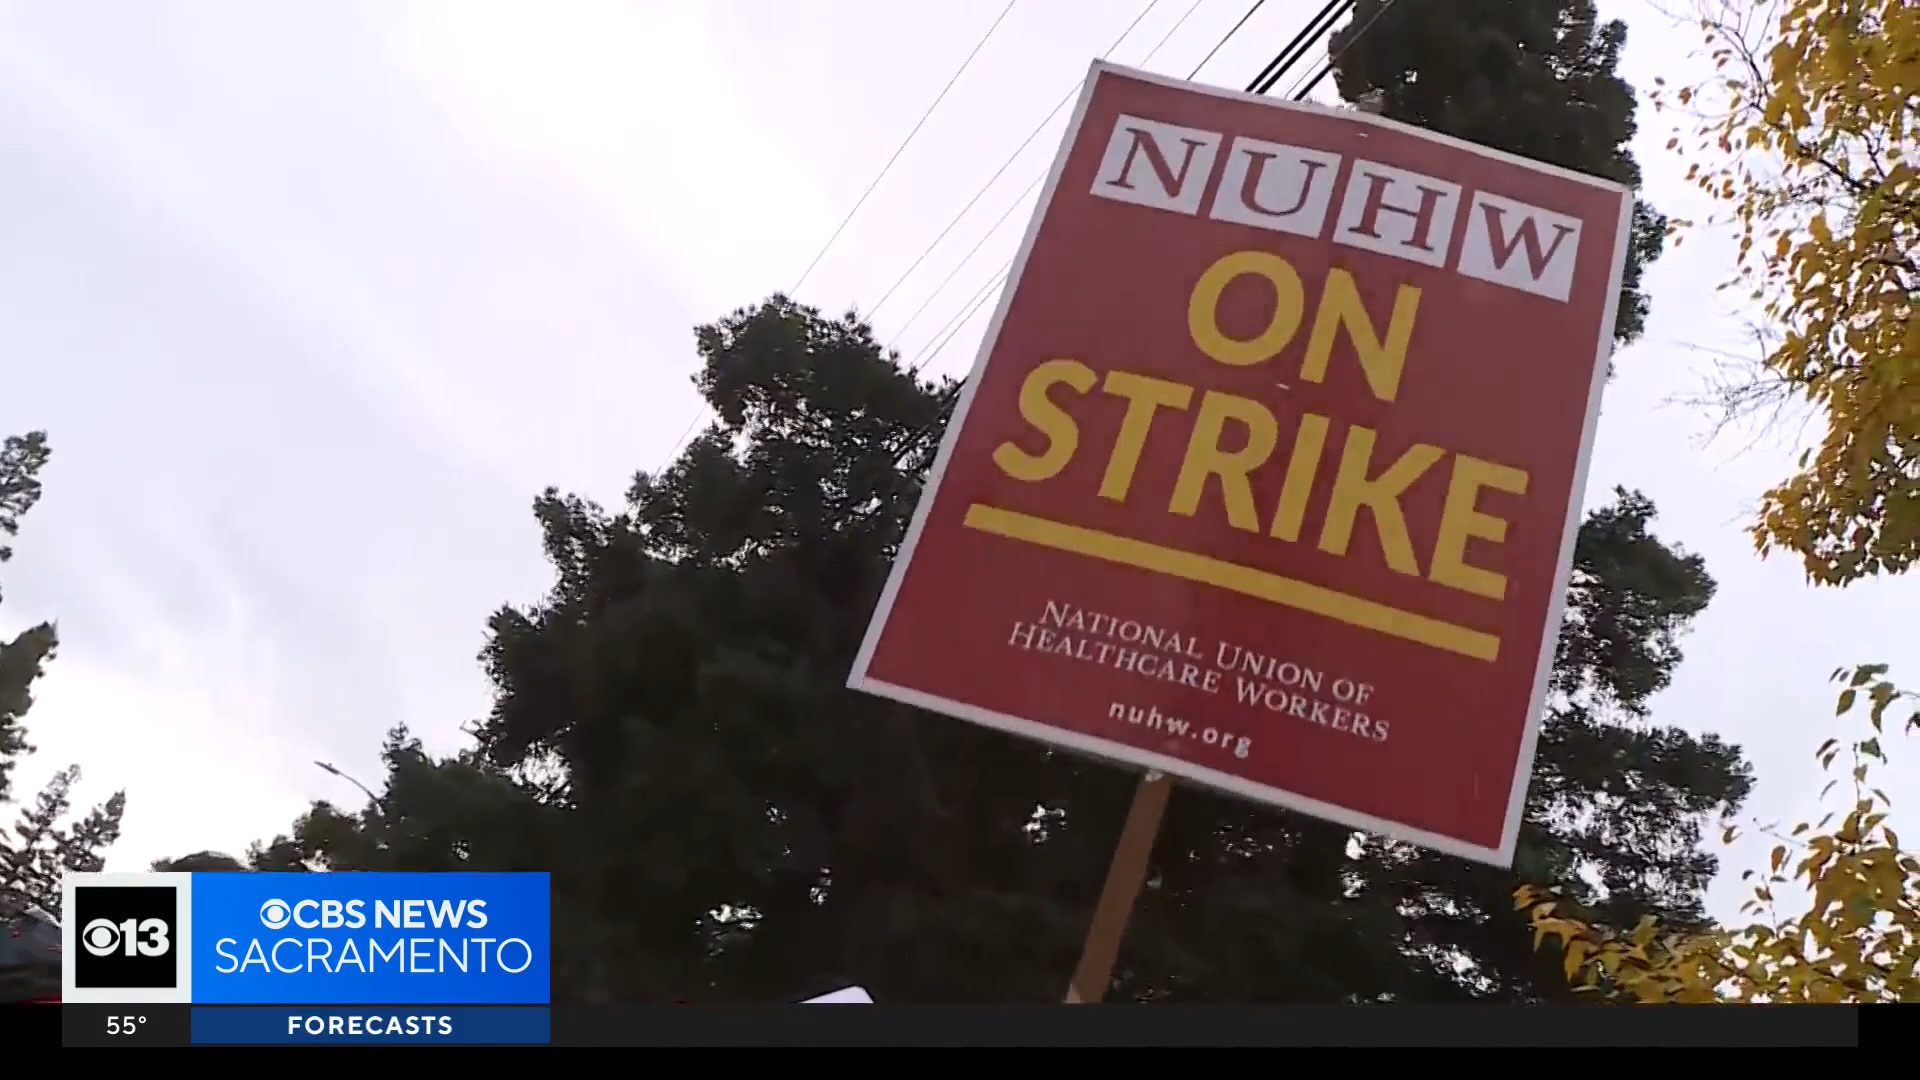 NUHW
ON
STRIKE
NATIONAL UNION OF
HEALTHCARE WORKERS
nuhw.org
13
CBS NEWS
SACRAMENTO
55°
FORECASTS